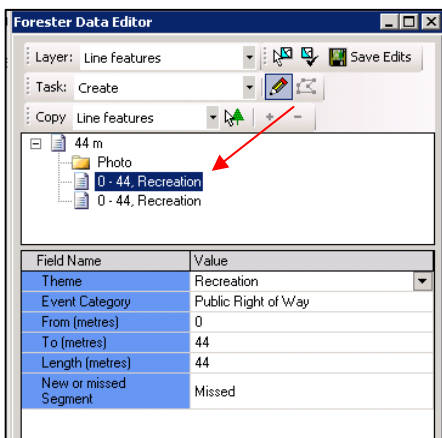 Forester Data Editor
Layer: Line features Save Edits
Task: Create
Copy Line features + -
44 m
Photo
0 - 44, Recreation
0 - 44, Recreation
Field Name Value
Theme Recreation
Event Category Public Right of Way
From (metres) 0
To (metres) 44
Length (metres) 44
New or missed
Segment Missed